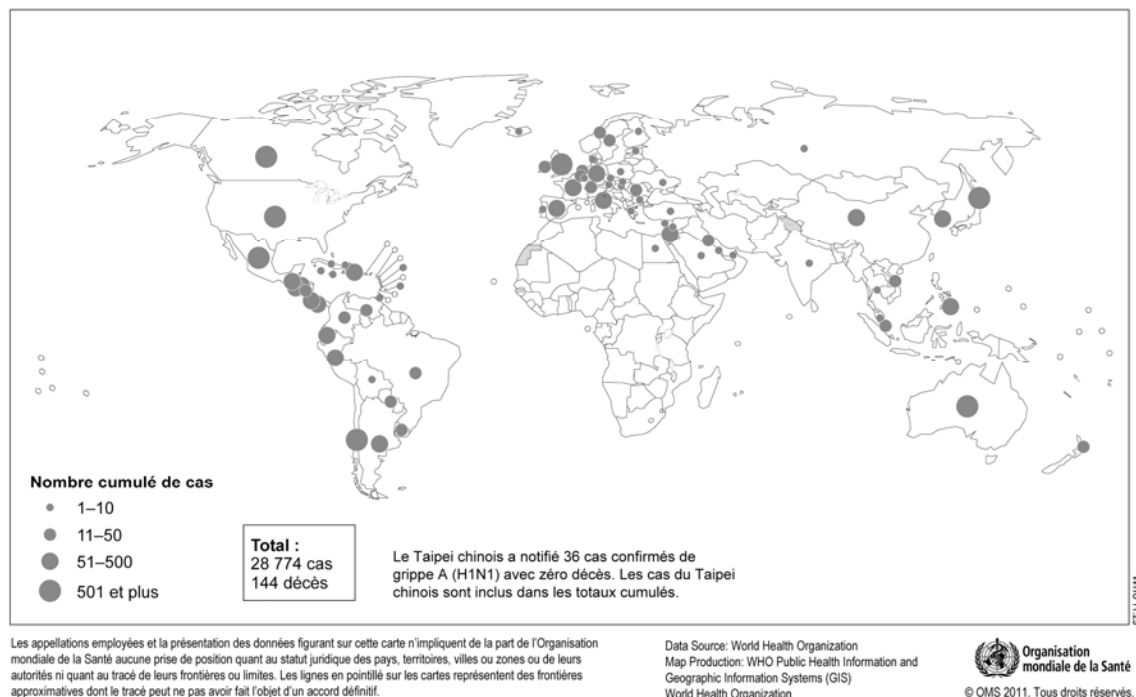 Nombre cumulé de cas
1–10
11–50
51–500
501 et plus
Total :
28 774 cas
144 décès
Le Taipei chinois a notifié 36 cas confirmés de
grippe A (H1N1) avec zéro décès. Les cas du Taipei
chinois sont inclus dans les totaux cumulés.
Les appellations employées et la présentation des données figurant sur cette carte n'impliquent de la part de l'Organisation
mondiale de la Santé aucune prise de position quant au statut juridique des pays, territoires, villes ou zones ou de leurs
autorités ni quant au tracé de leurs frontières ou limites. Les lignes en pointillé sur les cartes représentent des frontières
approximatives dont le tracé peut ne pas avoir fait l'objet d'un accord définitif.
Data Source: World Health Organization
Map Production: WHO Public Health Information and
Geographic Information Systems (GIS)
World Health Organization
Organisation
mondiale de la Santé
© OMS 2011. Tous droits réservés.